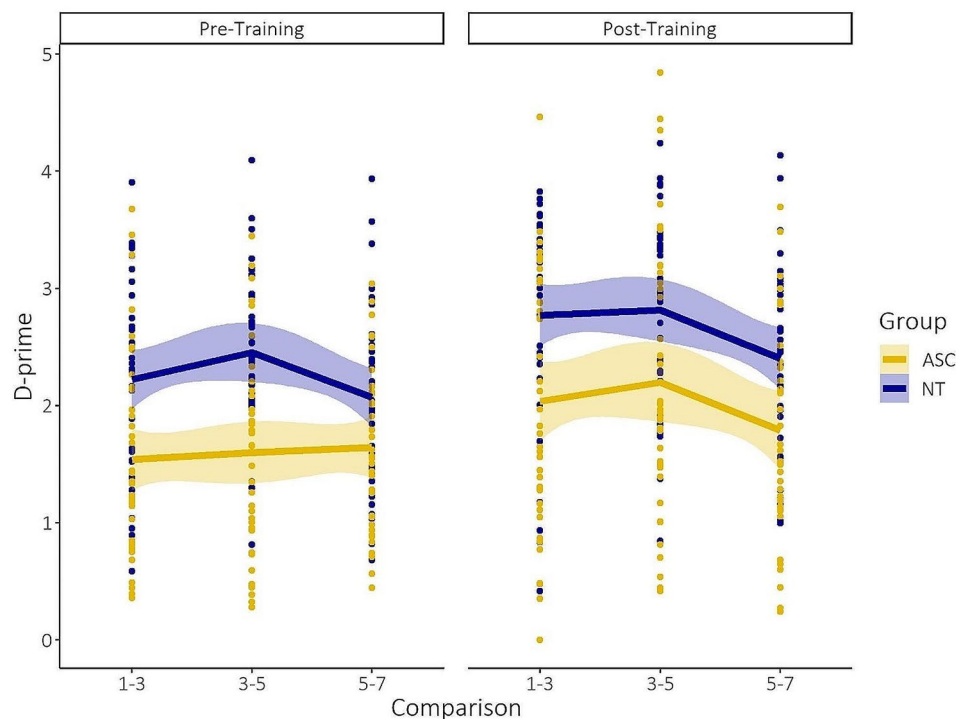 Pre-Training
Post-Training
D-prime
5
4
3
2
1
0
1-3
3-5
5-7
1-3
3-5
5-7
Comparison
Group
ASC
NT